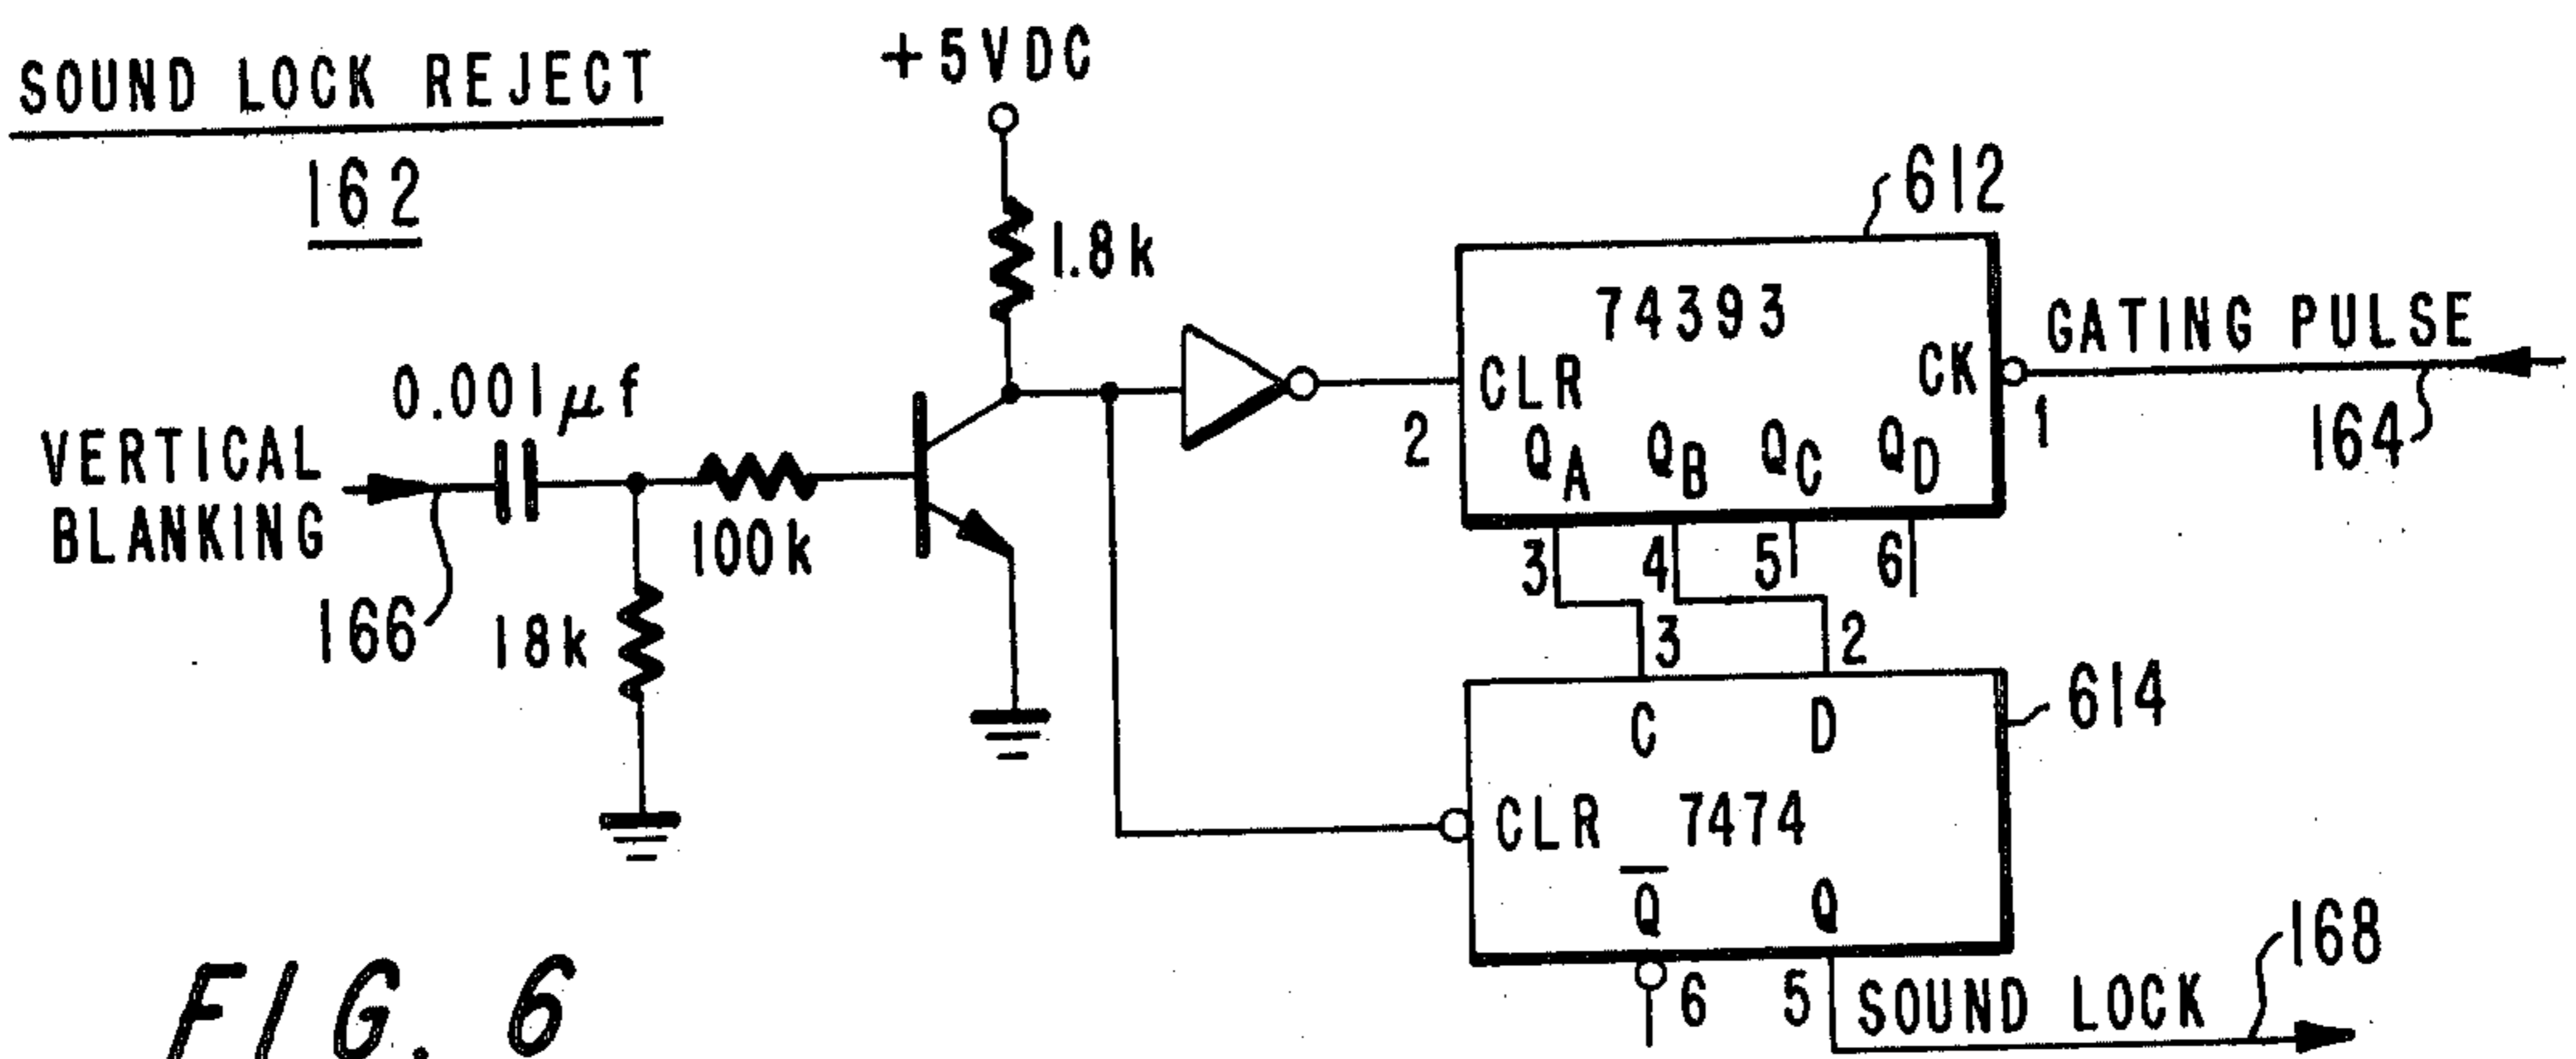 SOUND LOCK REJECT
162
+5VDC
1.8k
612
74393
CLR
CK
QA QB QC QD
GATING PULSE
1
164
2
0.001μf
VERTICAL
BLANKING
166
100k
18k
3 4 5 6
3 2
C D
614
CLR 7474
Q̅ Q
6 5
SOUND LOCK
168
FIG. 6